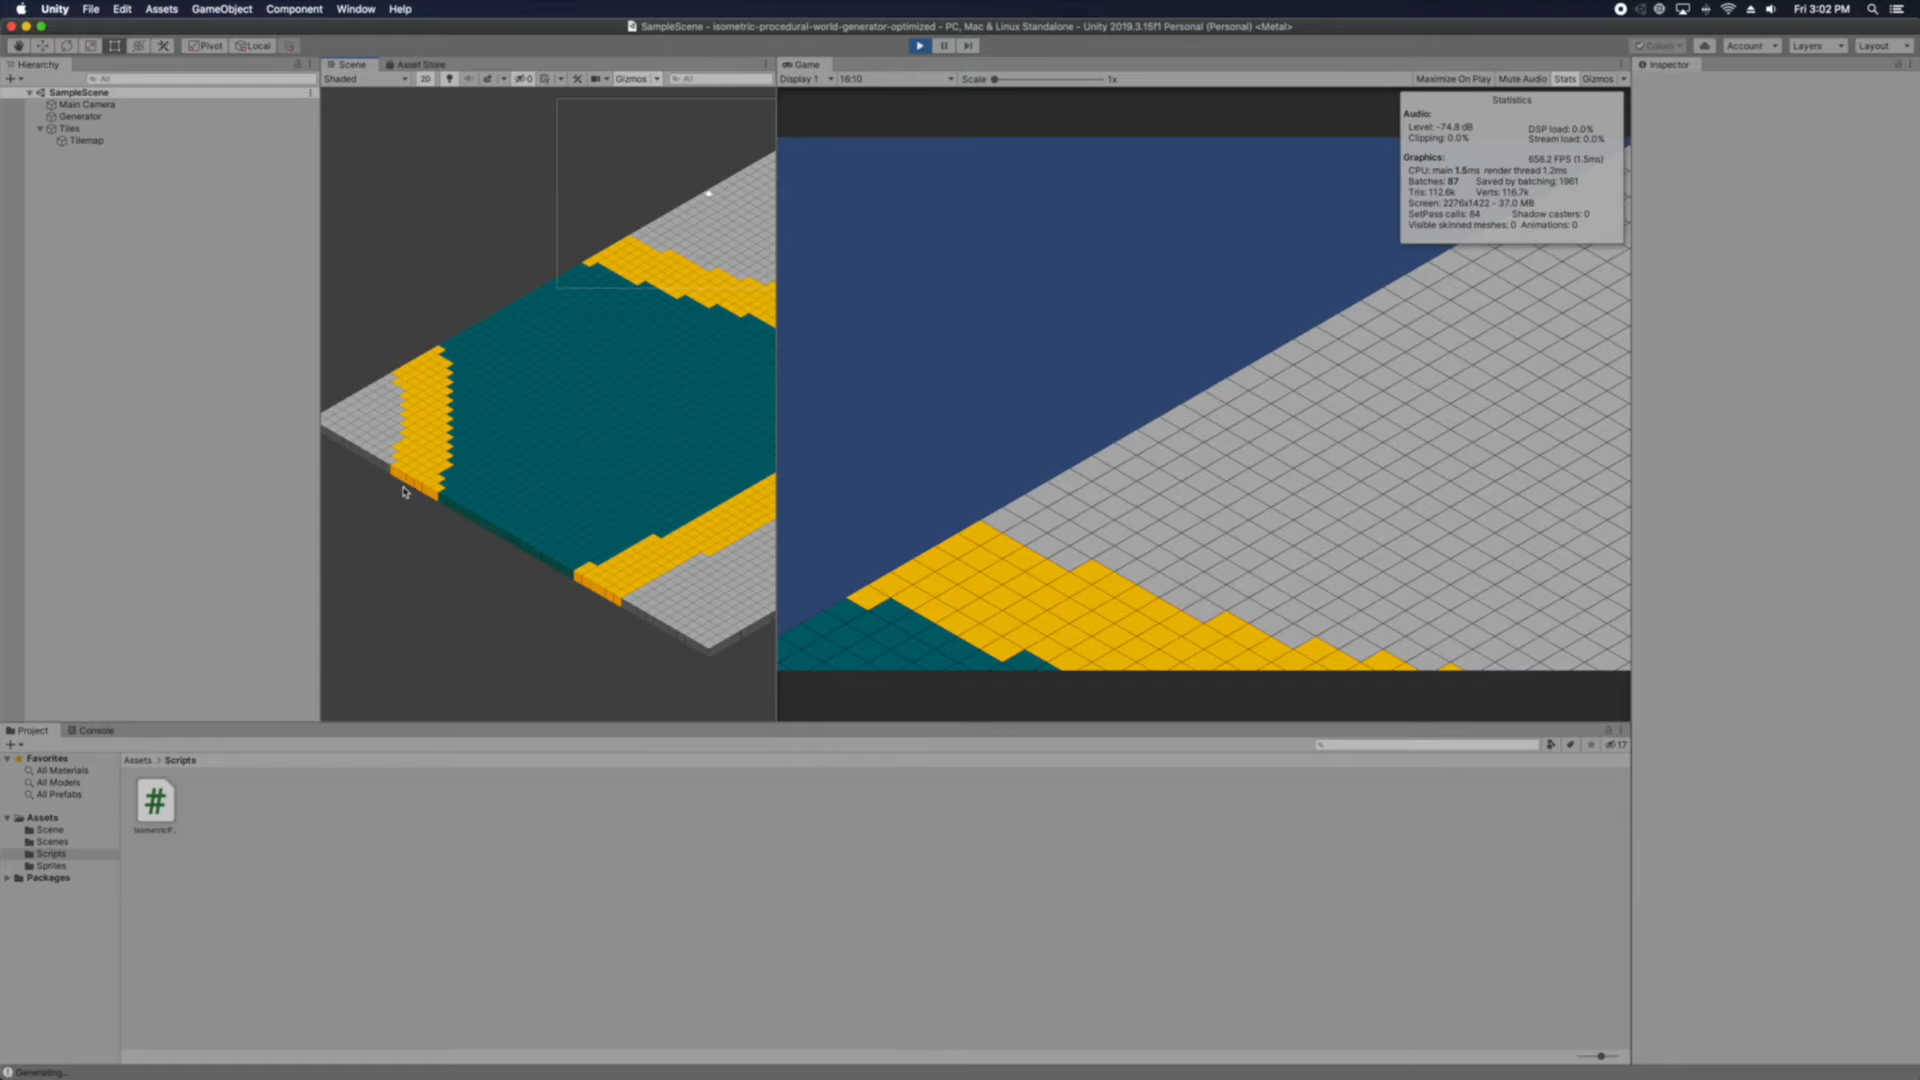 Unity File Edit Assets GameObject Component Window Help Fri 3:02 PM
SampleScene - isometric-procedural-world-generator-optimized - PC, Mac & Linux Standalone - Unity 2019.3.15f1 Personal (Personal) <Metal>
Pivot Local Collab Account Layers Layout
Hierarchy Scene Asset Store Game Inspector
All Shaded 2D 0 Gizmos All Display 1 16:10 Scale 1x Maximize On Play Mute Audio Stats Gizmos
SampleScene
Main Camera
Generator
Tiles
Tilemap
Statistics
Audio:
Level: -74.8 dB DSP load: 0.0%
Clipping: 0.0% Stream load: 0.0%
Graphics: 658.2 FPS (1.5ms)
CPU: main 1.5ms render thread 1.2ms
Batches: 87 Saved by batching: 1961
Tris: 112.6k Verts: 116.7k
Screen: 2276x1422 - 37.0 MB
SetPass calls: 84 Shadow casters: 0
Visible skinned meshes: 0 Animations: 0
Project Console
17
Favorites
All Materials
All Models
All Prefabs
Assets
Scene
Scenes
Scripts
Sprites
Packages
Assets > Scripts
#
IsometricP...
Generating...